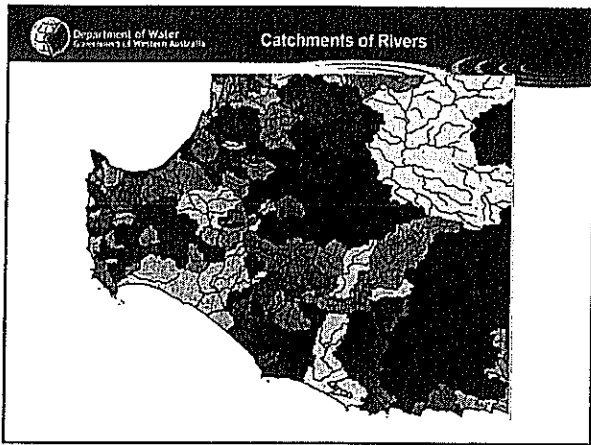 Department of Water
Government of Western Australia
Catchments of Rivers